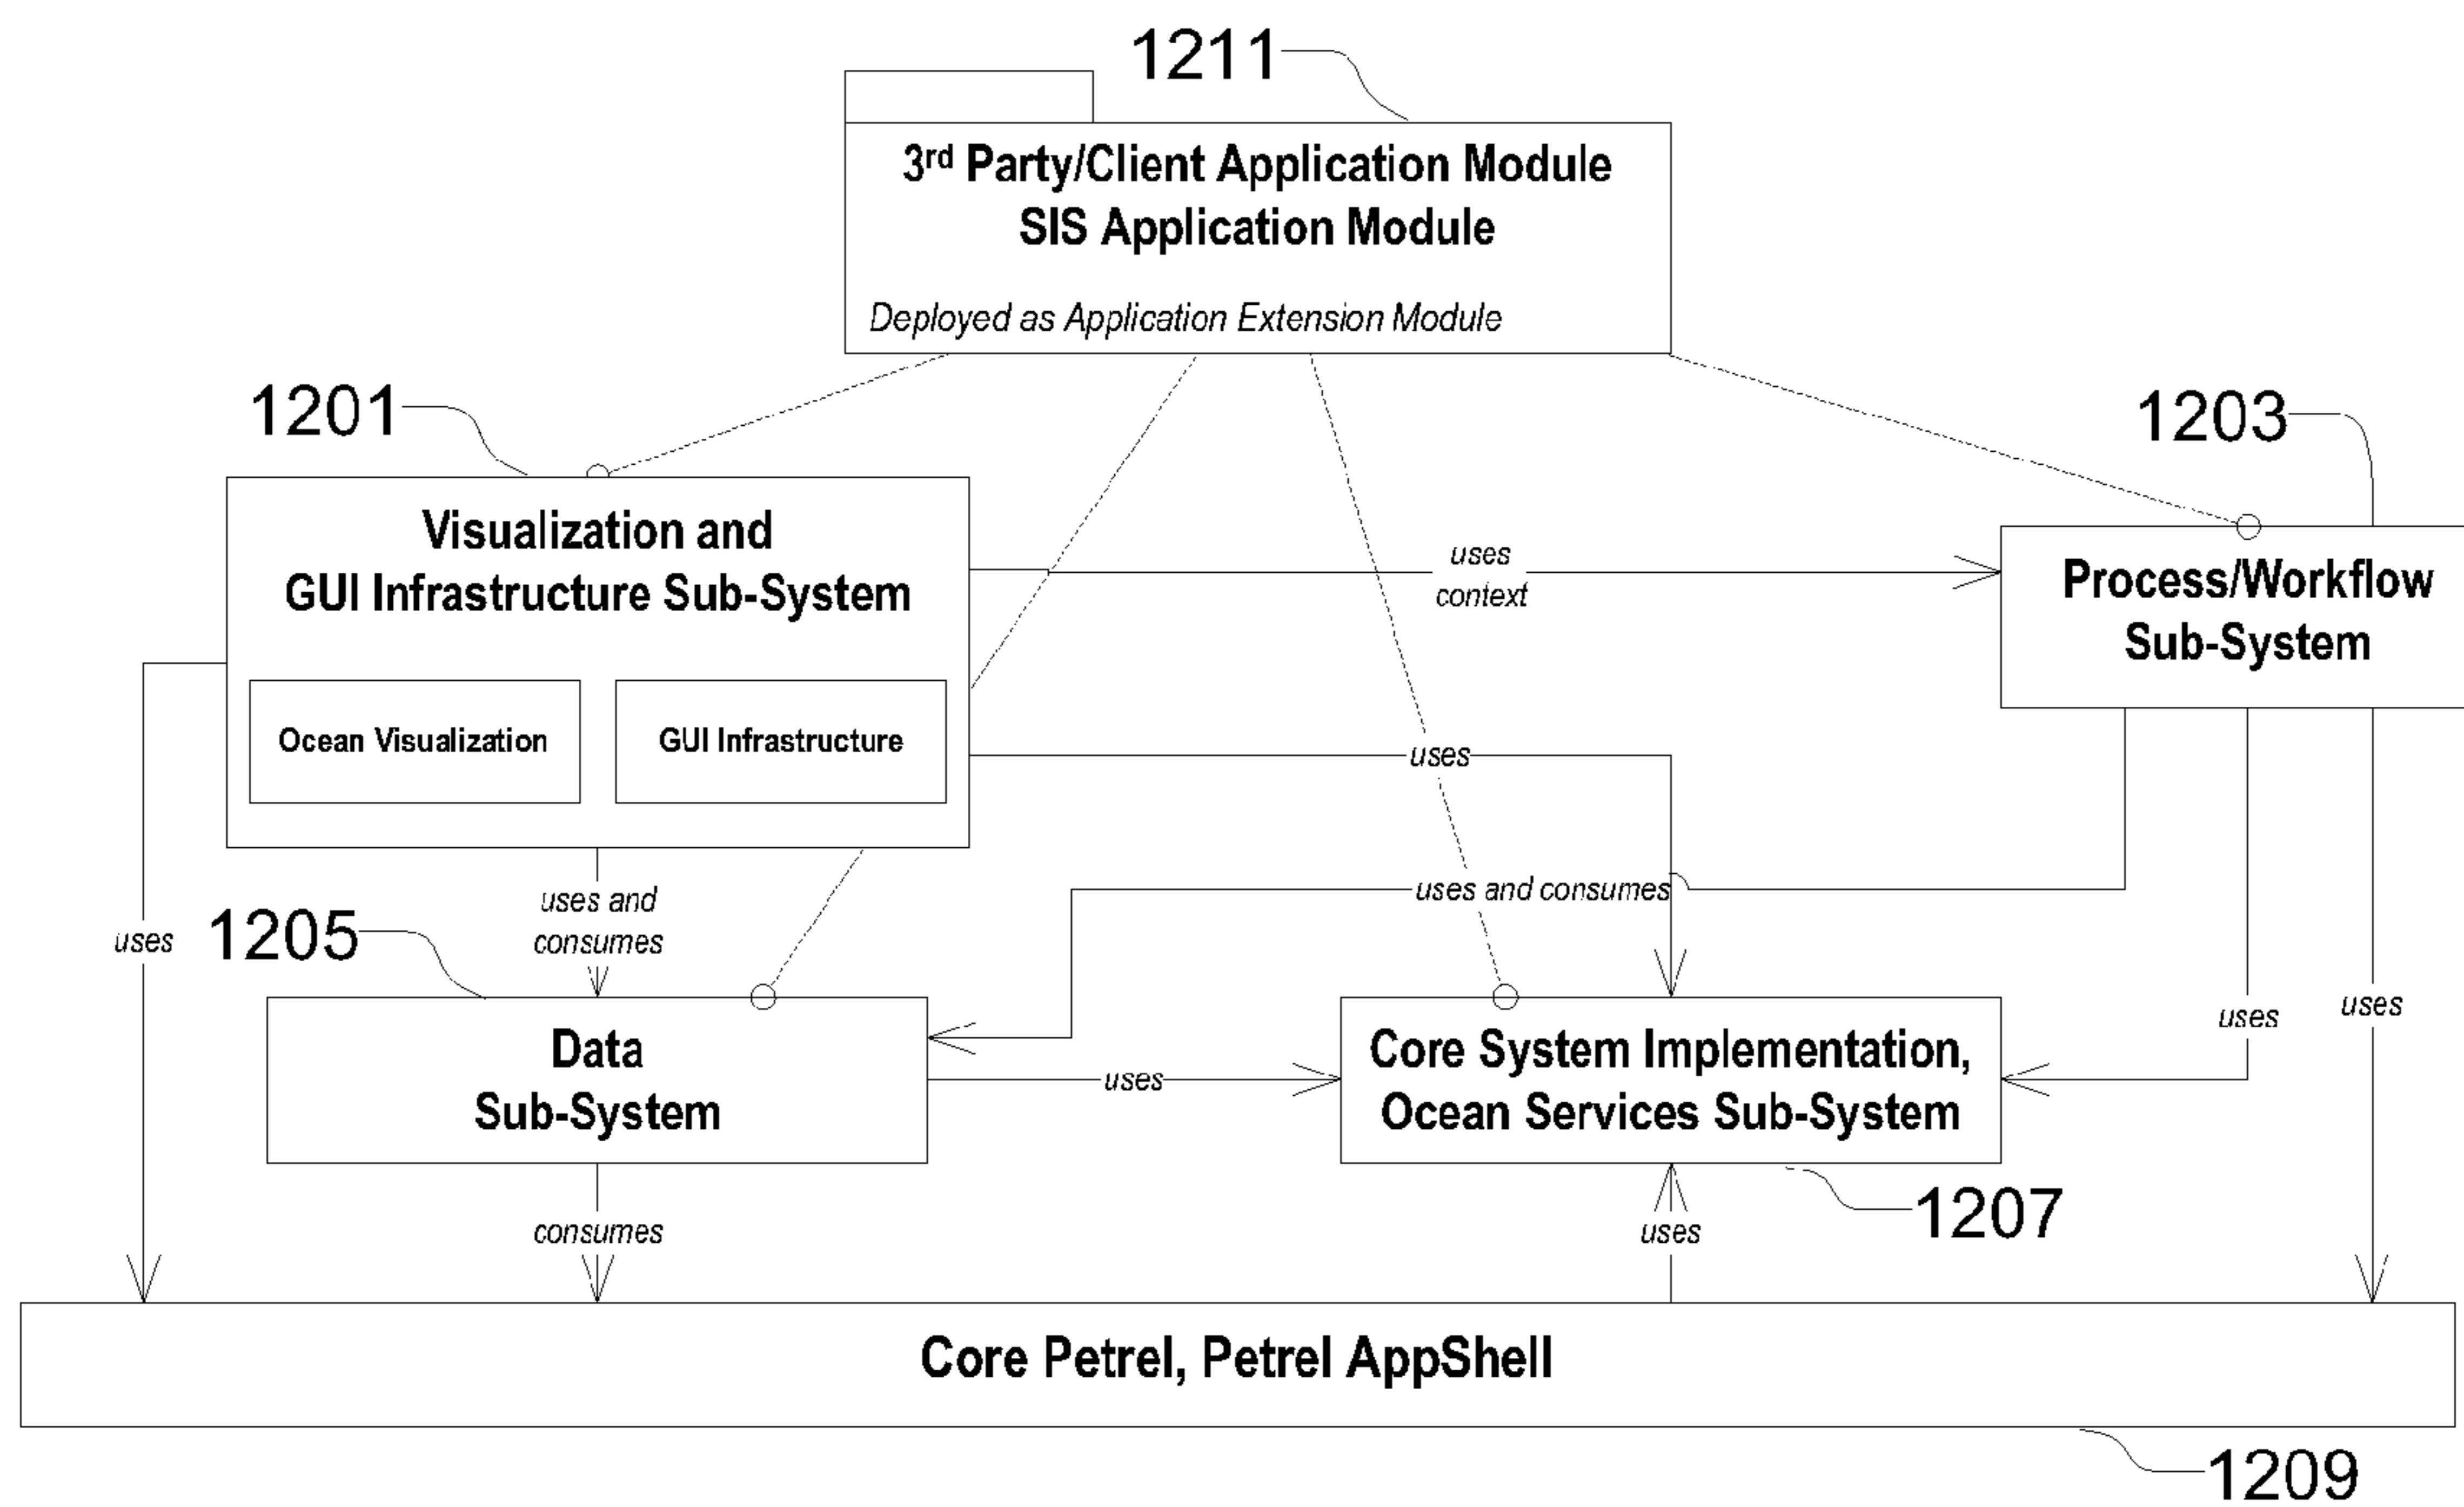 1211
3rd Party/Client Application Module
SIS Application Module
Deployed as Application Extension Module
1201
1203
Visualization and
GUI Infrastructure Sub-System
uses
context
Process/Workflow
Sub-System
Ocean Visualization
GUI Infrastructure
uses
uses and consumes
uses and
consumes
1205
uses
uses
uses
Data
Sub-System
uses
Core System Implementation,
Ocean Services Sub-System
1207
consumes
uses
Core Petrel, Petrel AppShell
1209